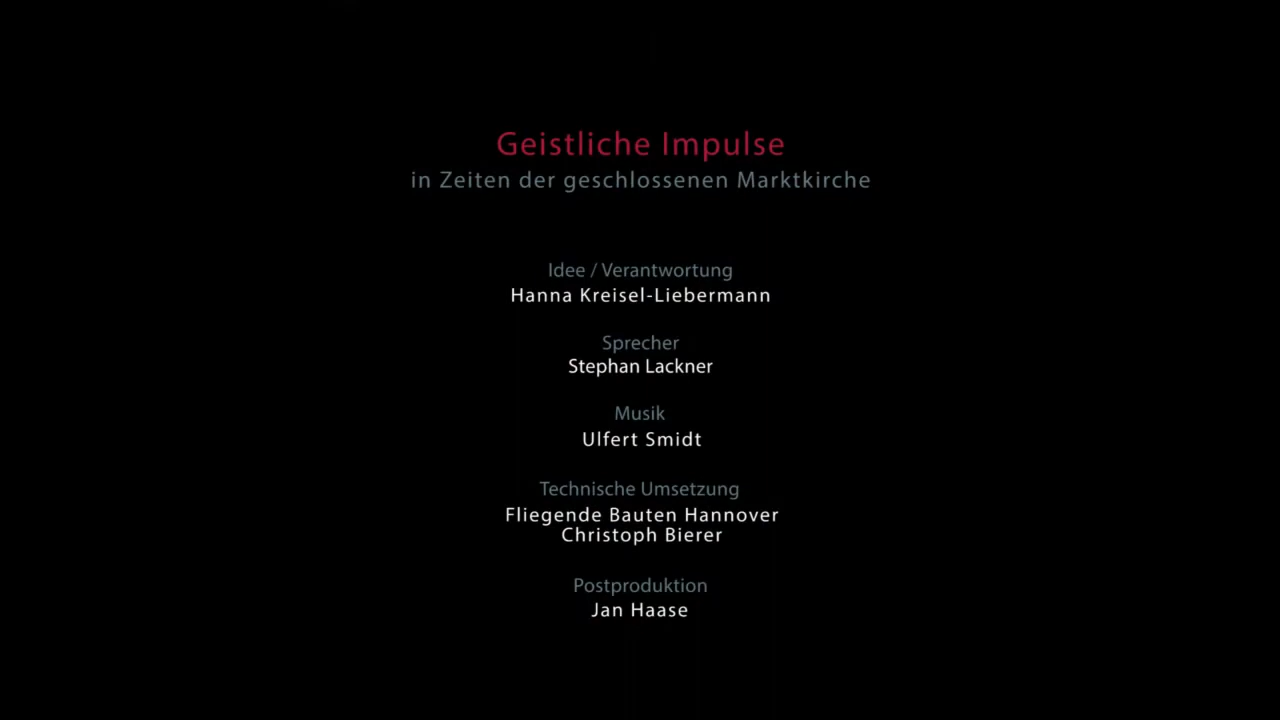 Geistliche Impulse
in Zeiten der geschlossenen Marktkirche
Idee / Verantwortung
Hanna Kreisel-Liebermann
Sprecher
Stephan Lackner
Musik
Ulfert Smidt
Technische Umsetzung
Fliegende Bauten Hannover
Christoph Bierer
Postproduktion
Jan Haase